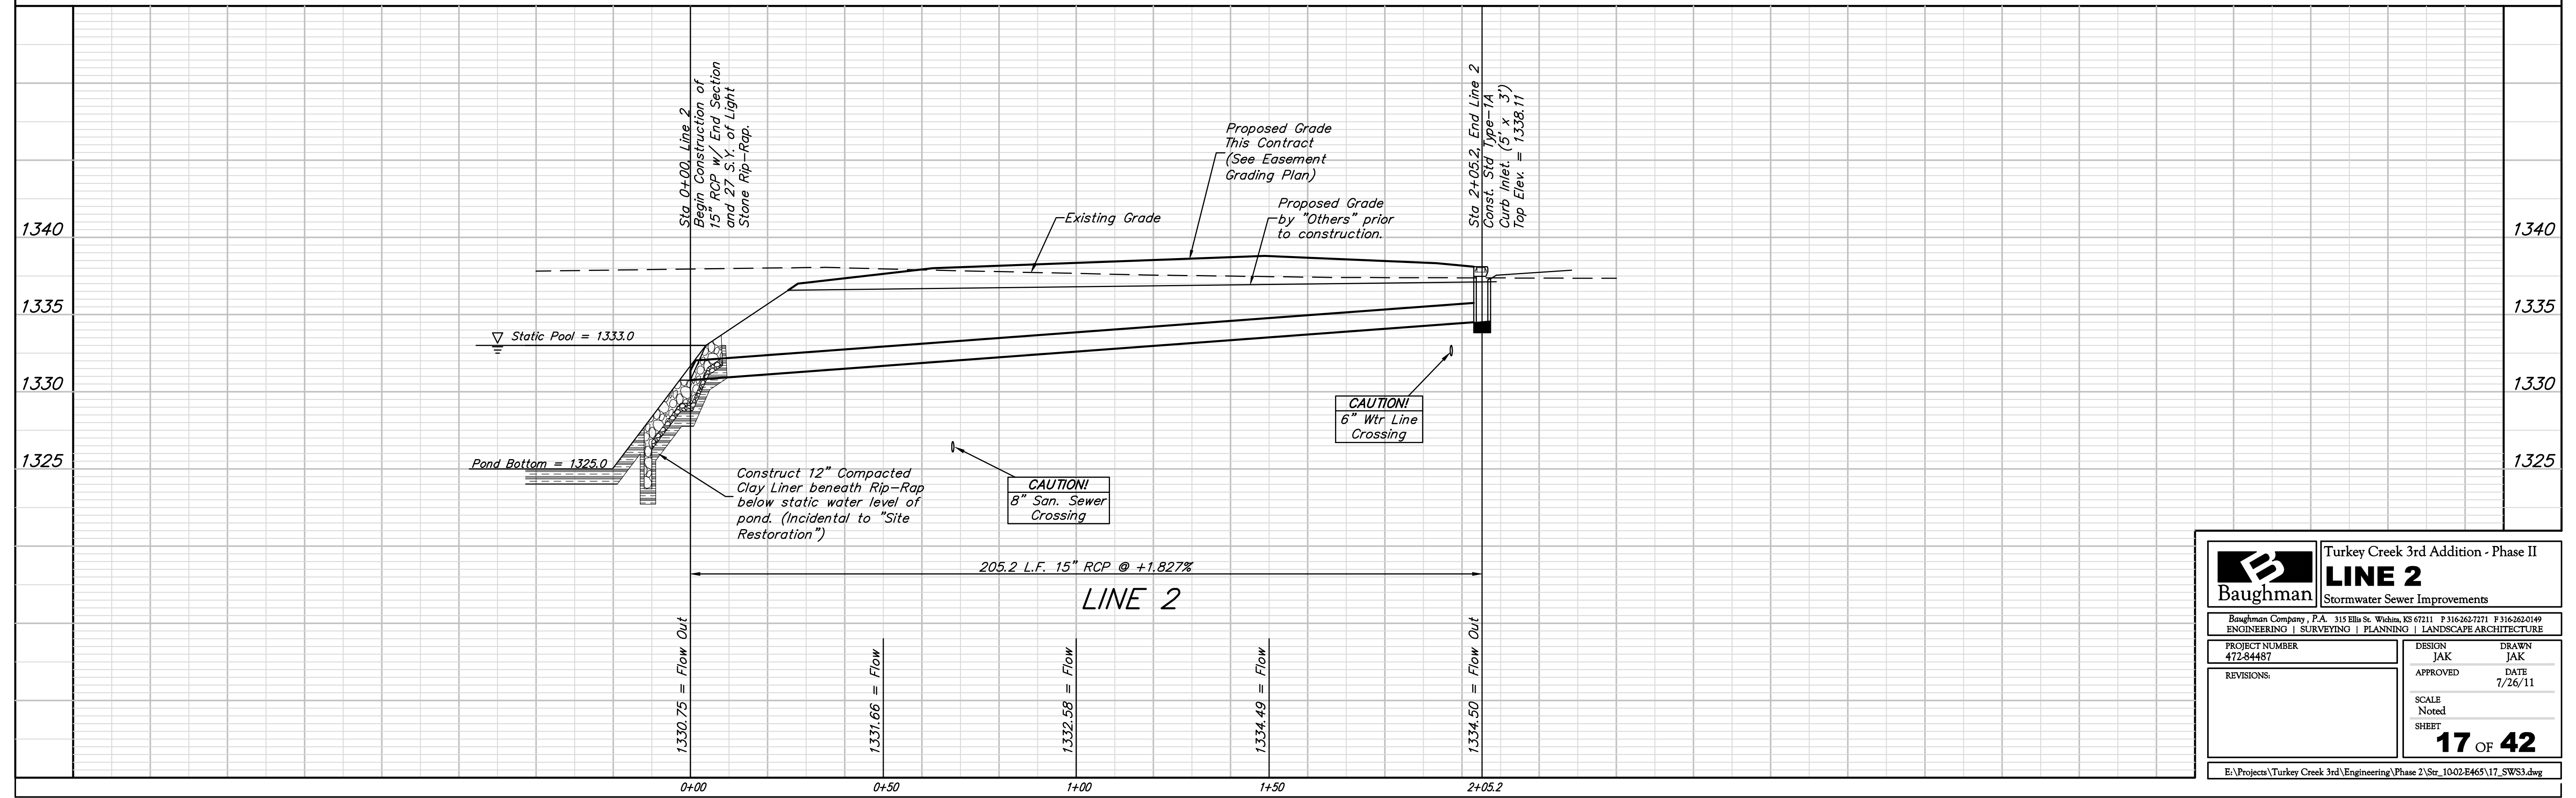 Sta 0+00, Line 2
Begin Construction of
15" RCP w/ End Section
and 27 S.Y. of Light
Stone Rip-Rap.
Sta 2+05.2, End Line 2
Const. Std Type-1A
Curb Inlet. (5' x 3')
Top Elev. = 1338.11
Proposed Grade
This Contract
(See Easement
Grading Plan)
Existing Grade
Proposed Grade
by "Others" prior
to construction.
1340
1340
1335
1335
Static Pool = 1333.0
1330
1330
CAUTION!
6" Wtr Line
Crossing
1325
1325
Pond Bottom = 1325.0
Construct 12" Compacted
Clay Liner beneath Rip-Rap
below static water level of
pond. (Incidental to "Site
Restoration")
CAUTION!
8" San. Sewer
Crossing
205.2 L.F. 15" RCP @ +1.827%
LINE 2
1330.75 = Flow Out
1331.66 = Flow
1332.58 = Flow
1334.49 = Flow
1334.50 = Flow Out
0+00
0+50
1+00
1+50
2+05.2
B
Baughman
Turkey Creek 3rd Addition - Phase II
LINE 2
Stormwater Sewer Improvements
Baughman Company, P.A. 315 Ellis St. Wichita, KS 67211 P 316-262-7271 F 316-262-0149
ENGINEERING | SURVEYING | PLANNING | LANDSCAPE ARCHITECTURE
PROJECT NUMBER
472-84487
REVISIONS:
DESIGN
JAK
DRAWN
JAK
APPROVED
DATE
7/26/11
SCALE
Noted
SHEET
17 OF 42
E:\Projects\Turkey Creek 3rd\Engineering\Phase 2\Str_10-02-E465\17_SWS3.dwg